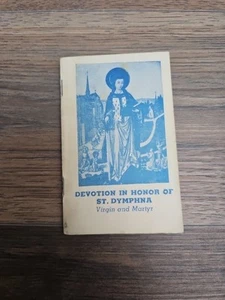 DEVOTION IN HONOR OF
ST. DYMPHNA
Virgin and Martyr